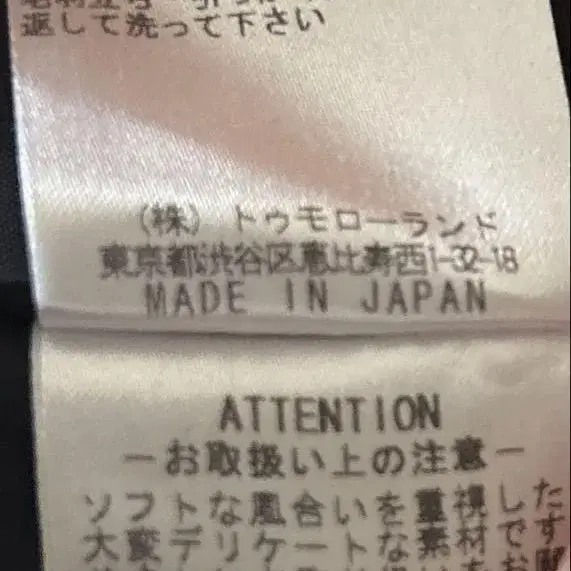 返して洗って下さい
(株) トゥモローランド
東京都渋谷区恵比寿西1-32-18
MADE IN JAPAN
ATTENTION
ーお取扱い上の注意ー
ソフトな風合いを重視した
大変デリケートな素材です